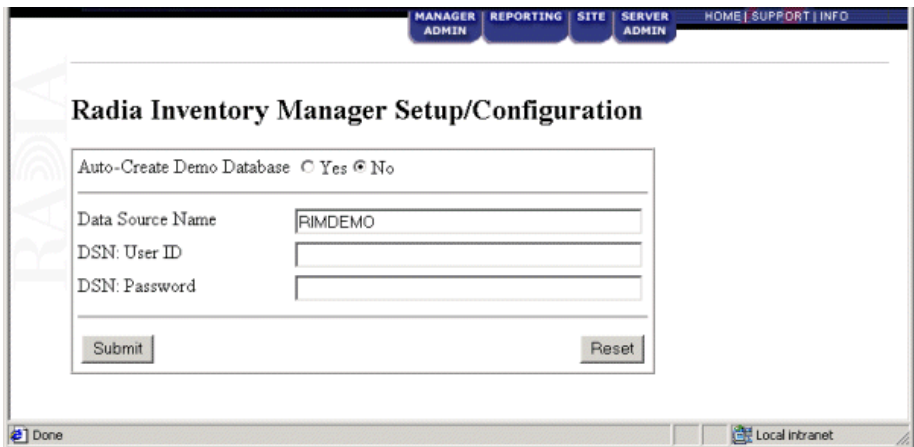 MANAGER ADMIN REPORTING SITE SERVER ADMIN HOME | SUPPORT | INFO
RADIA
Radia Inventory Manager Setup/Configuration
Auto-Create Demo Database Yes No
Data Source Name RIMDEMO
DSN: User ID
DSN: Password
Submit Reset
Done Local intranet